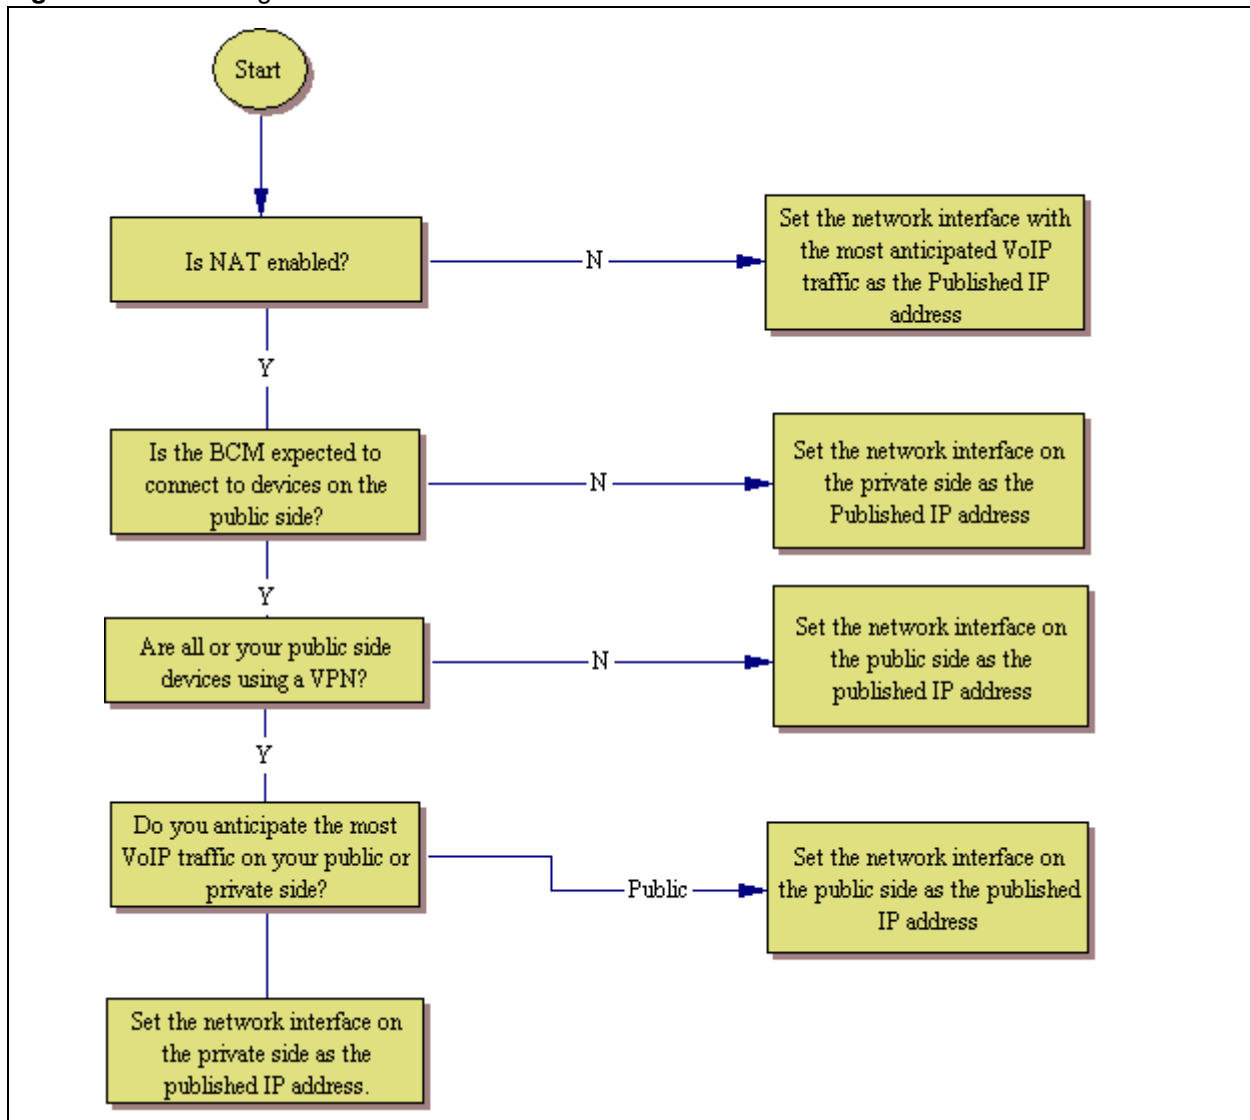 Start
Is NAT enabled?
N
Set the network interface with
the most anticipated VoIP
traffic as the Published IP
address
Y
Is the BCM expected to
connect to devices on the
public side?
N
Set the network interface on
the private side as the
Published IP address
Y
Are all or your public side
devices using a VPN?
N
Set the network interface on
the public side as the
published IP address
Y
Do you anticipate the most
VoIP traffic on your public or
private side?
Public
Set the network interface on
the public side as the published
IP address
Set the network interface on
the private side as the
published IP address.